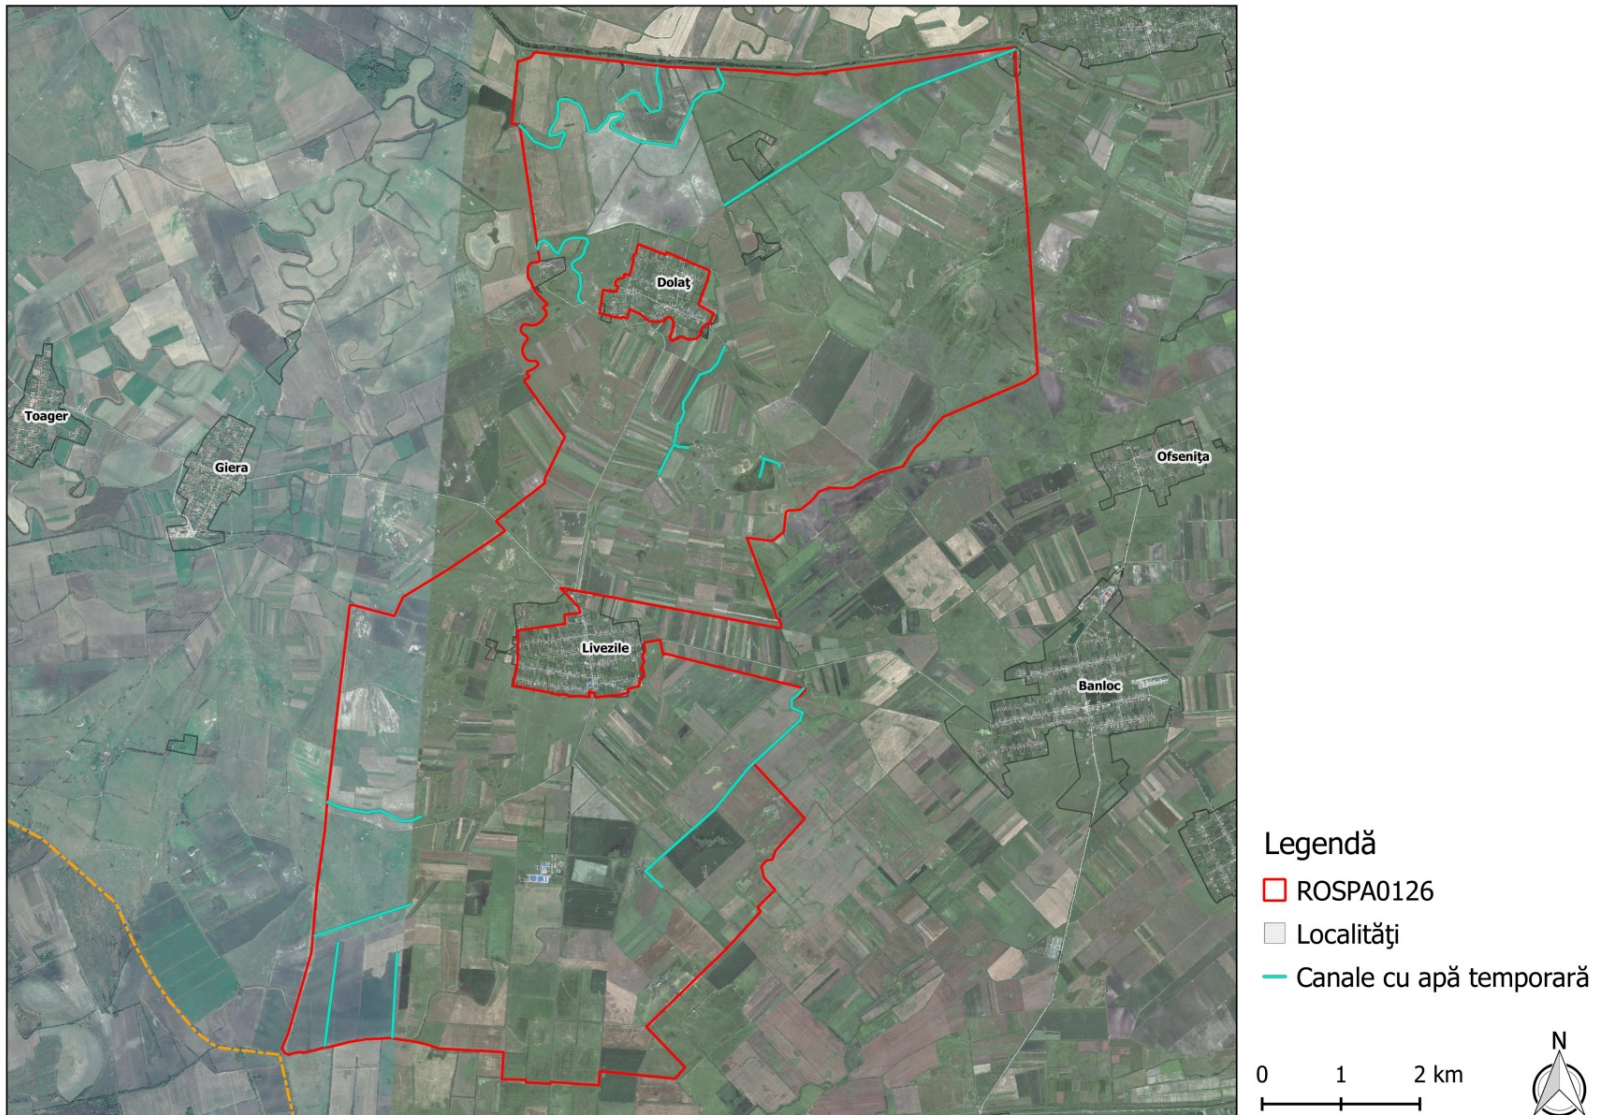 Dolaţ
Toager
Giera
Ofseniţa
Livezile
Banloc
Legendă
ROSPA0126
Localităţi
Canale cu apă temporară
N
0 1 2 km